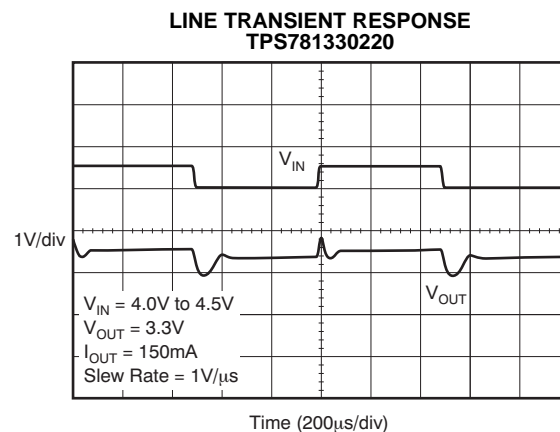 LINE TRANSIENT RESPONSE
TPS781330220
V_IN
1V/div
V_OUT
V_IN = 4.0V to 4.5V
V_OUT = 3.3V
I_OUT = 150mA
Slew Rate = 1V/μs
Time (200μs/div)